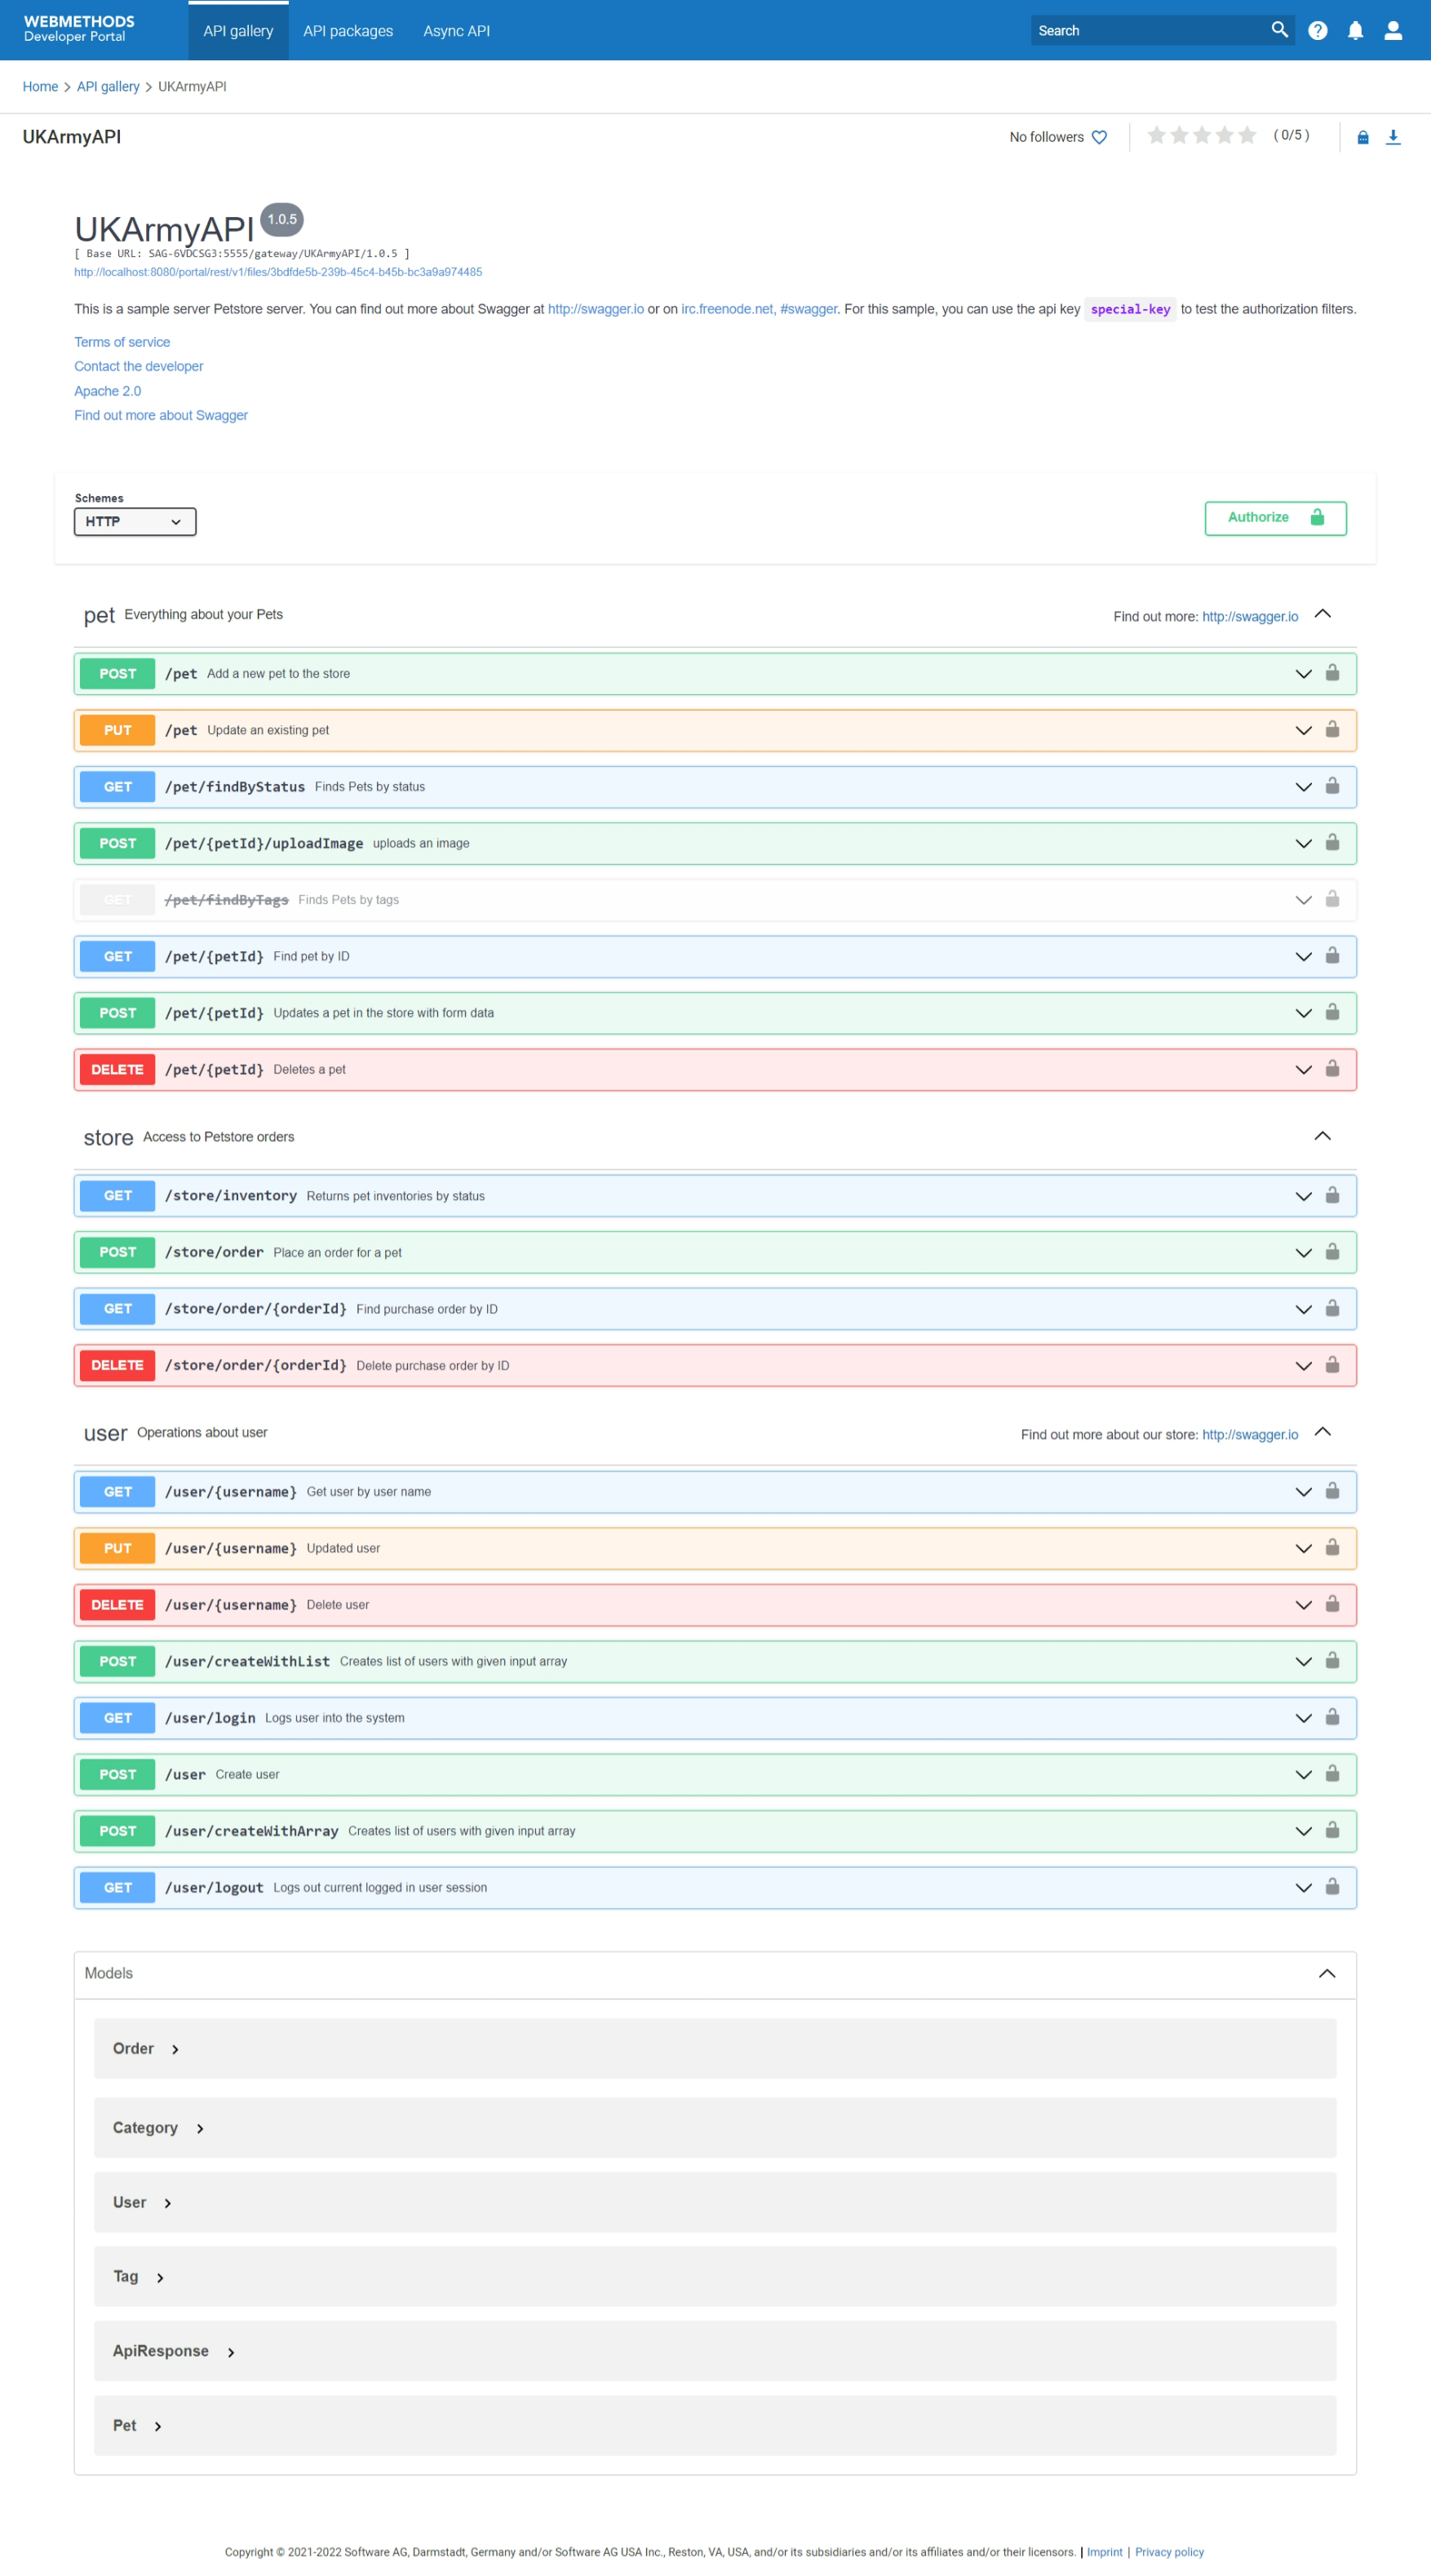 WEBMETHODS
Developer Portal
API gallery
API packages
Async API
Search
Home > API gallery > UKArmyAPI
UKArmyAPI
No followers
( 0/5 )
UKArmyAPI 1.0.5
[ Base URL: SAG-6VDCSG3:5555/gateway/UKArmyAPI/1.0.5 ]
http://localhost:8080/portal/rest/v1/files/3bdfde5b-239b-45c4-b45b-bc3a9a974485
This is a sample server Petstore server. You can find out more about Swagger at http://swagger.io or on irc.freenode.net, #swagger. For this sample, you can use the api key special-key to test the authorization filters.
Terms of service
Contact the developer
Apache 2.0
Find out more about Swagger
Schemes
HTTP
Authorize
pet Everything about your Pets Find out more: http://swagger.io
POST /pet Add a new pet to the store
PUT /pet Update an existing pet
GET /pet/findByStatus Finds Pets by status
POST /pet/{petId}/uploadImage uploads an image
GET /pet/findByTags Finds Pets by tags
GET /pet/{petId} Find pet by ID
POST /pet/{petId} Updates a pet in the store with form data
DELETE /pet/{petId} Deletes a pet
store Access to Petstore orders
GET /store/inventory Returns pet inventories by status
POST /store/order Place an order for a pet
GET /store/order/{orderId} Find purchase order by ID
DELETE /store/order/{orderId} Delete purchase order by ID
user Operations about user Find out more about our store: http://swagger.io
GET /user/{username} Get user by user name
PUT /user/{username} Updated user
DELETE /user/{username} Delete user
POST /user/createWithList Creates list of users with given input array
GET /user/login Logs user into the system
POST /user Create user
POST /user/createWithArray Creates list of users with given input array
GET /user/logout Logs out current logged in user session
Models
Order
Category
User
Tag
ApiResponse
Pet
Copyright © 2021-2022 Software AG, Darmstadt, Germany and/or Software AG USA Inc., Reston, VA, USA, and/or its subsidiaries and/or its affiliates and/or their licensors. | Imprint | Privacy policy